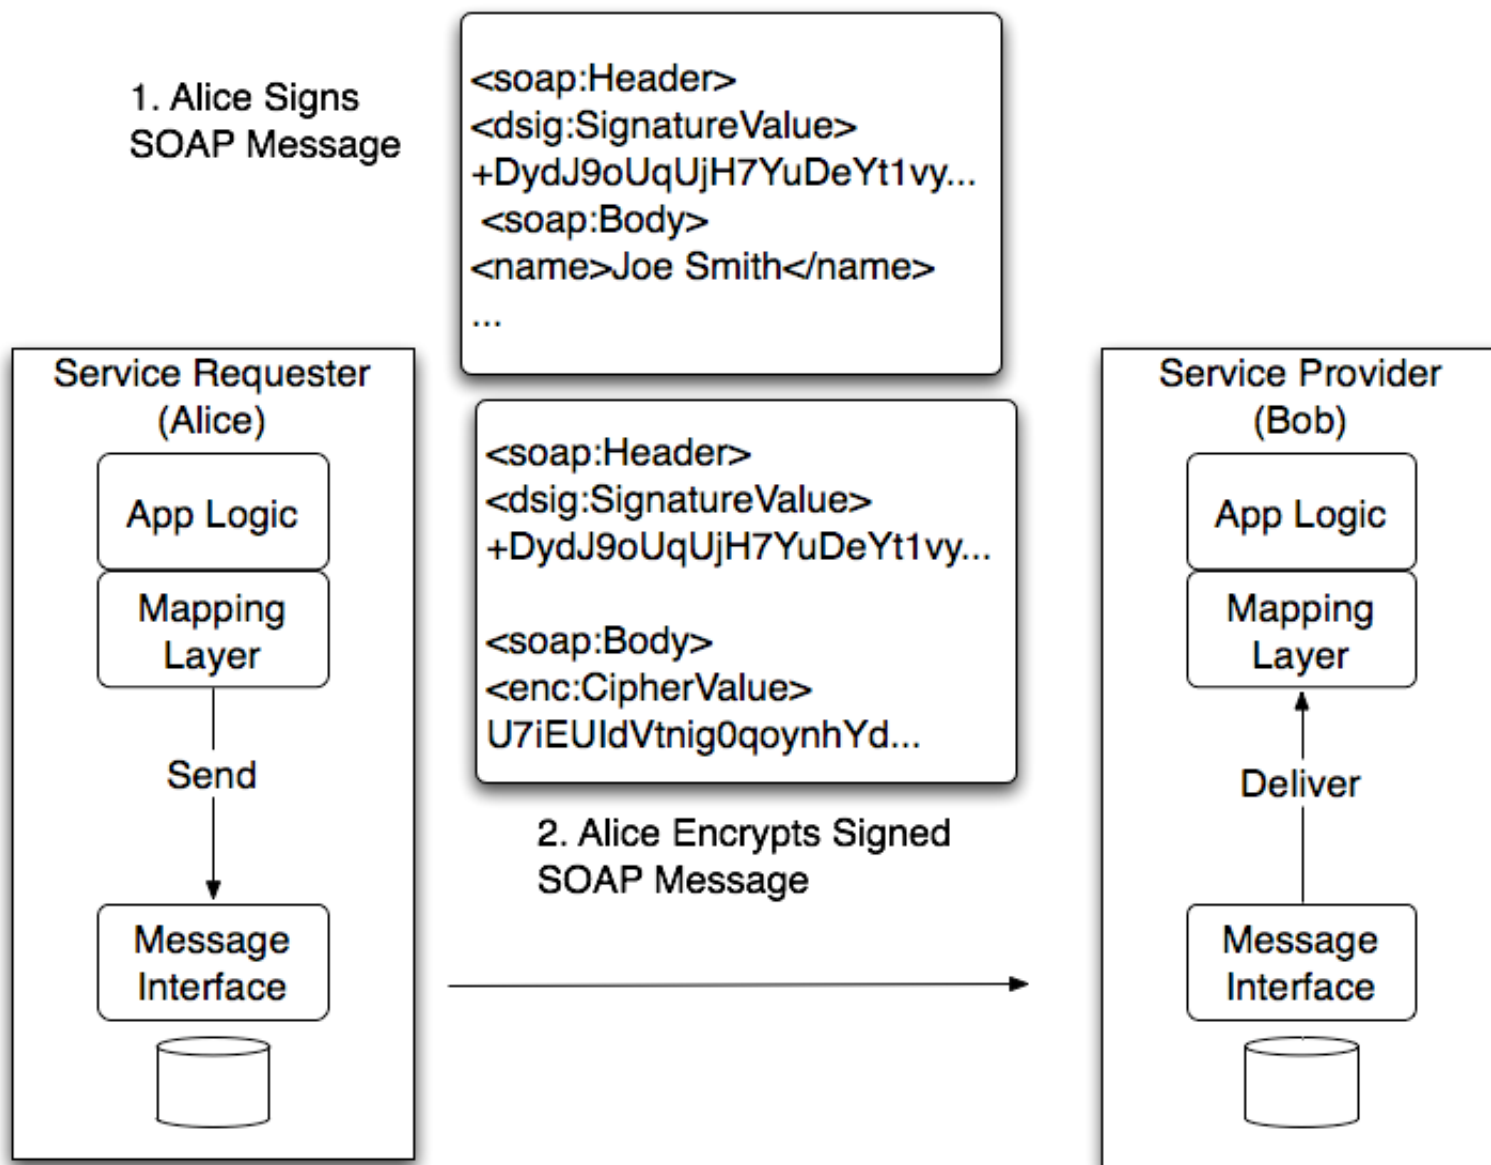 1. Alice Signs
SOAP Message
<soap:Header>
<dsig:SignatureValue>
+DydJ9oUqUjH7YuDeYt1vy...
<soap:Body>
<name>Joe Smith</name>
...
Service Requester
(Alice)
App Logic
Mapping
Layer
Send
Message
Interface
<soap:Header>
<dsig:SignatureValue>
+DydJ9oUqUjH7YuDeYt1vy...
<soap:Body>
<enc:CipherValue>
U7iEUIdVtnig0qoynhYd...
2. Alice Encrypts Signed
SOAP Message
Service Provider
(Bob)
App Logic
Mapping
Layer
Deliver
Message
Interface